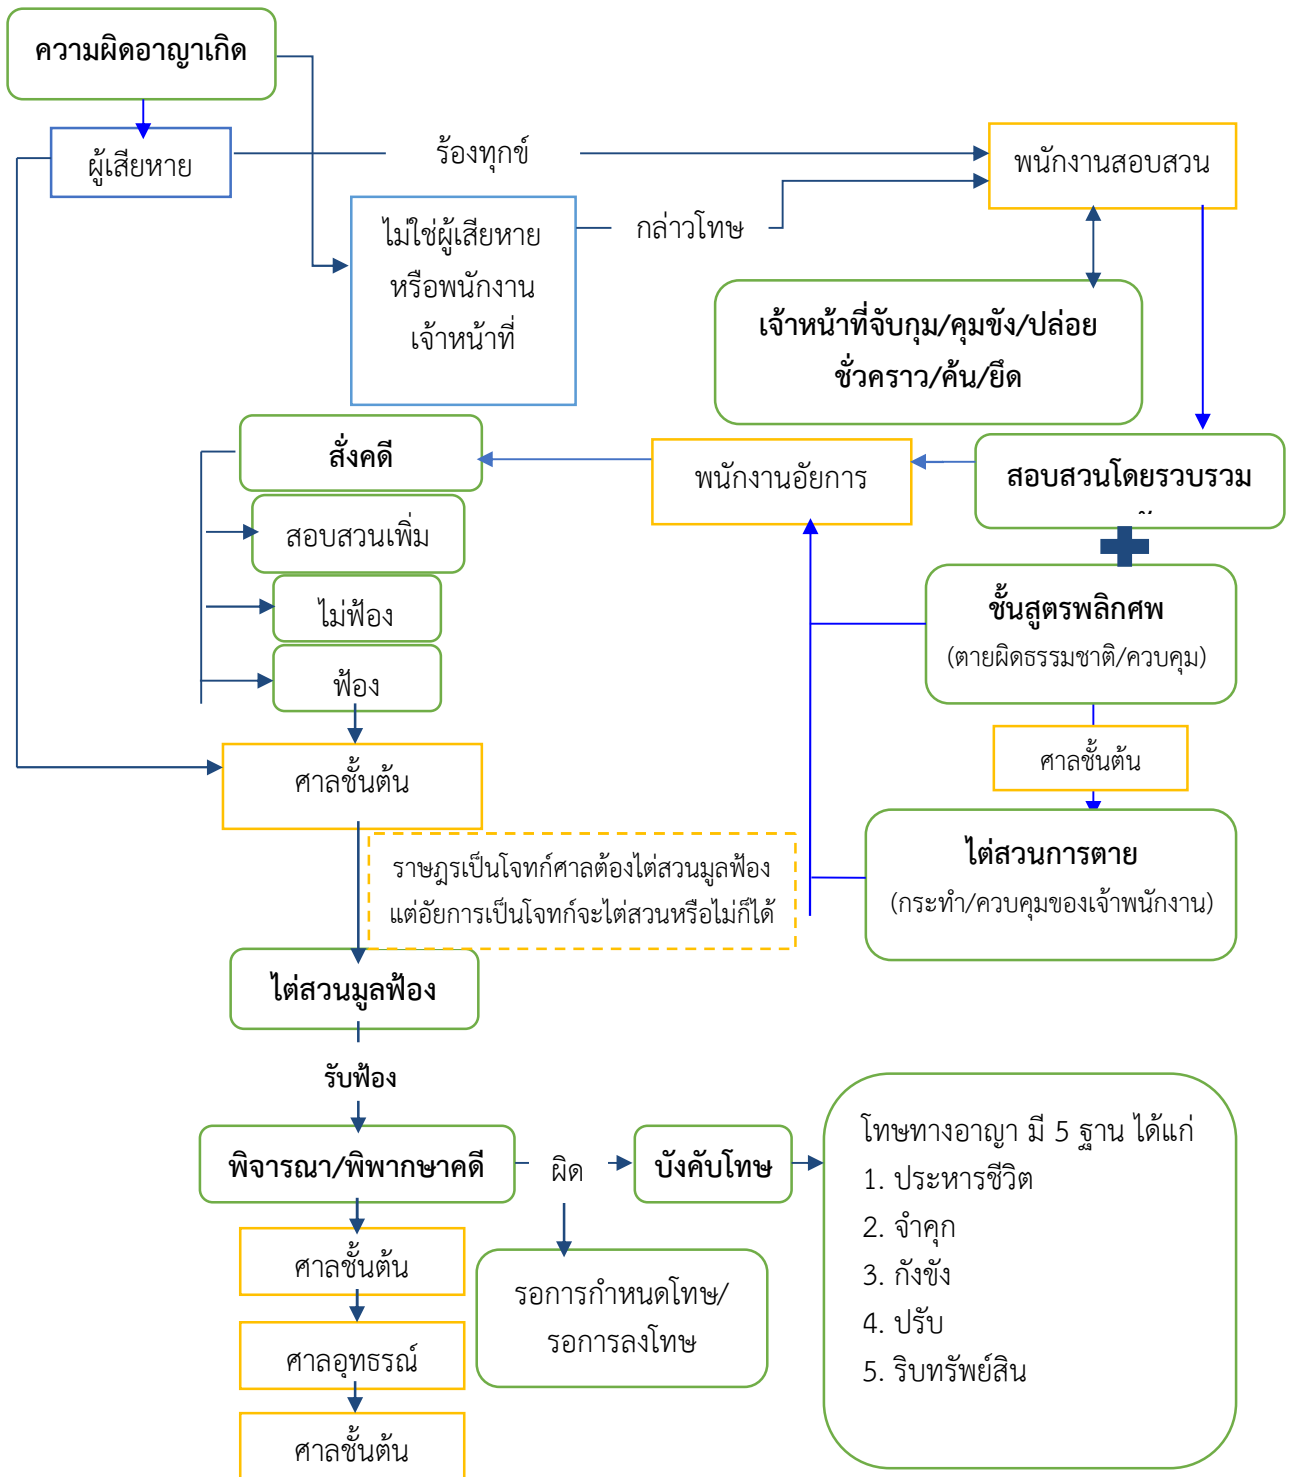 ความผิดอาญาเกิด
ผู้เสียหาย
ร้องทุกข์
พนักงานสอบสวน
ไม่ใช่ผู้เสียหาย
หรือพนักงาน
เจ้าหน้าที่
กล่าวโทษ
เจ้าหน้าที่จับกุม/คุมขัง/ปล่อย
ชั่วคราว/ค้น/ยึด
สั่งคดี
พนักงานอัยการ
สอบสวนโดยรวบรวม
สอบสวนเพิ่ม
ไม่ฟ้อง
ฟ้อง
ชั้นสูตรพลิกศพ
(ตายผิดธรรมชาติ/ควบคุม)
ศาลชั้นต้น
ศาลชั้นต้น
ไต่สวนการตาย
(กระทำ/ควบคุมของเจ้าพนักงาน)
ราษฎรเป็นโจทก์ศาลต้องไต่สวนมูลฟ้อง
แต่อัยการเป็นโจทก์จะไต่สวนหรือไม่ก็ได้
ไต่สวนมูลฟ้อง
รับฟ้อง
พิจารณา/พิพากษาคดี
ผิด
บังคับโทษ
โทษทางอาญา มี 5 ฐาน ได้แก่
1. ประหารชีวิต
2. จำคุก
3. กังขัง
4. ปรับ
5. ริบทรัพย์สิน
ศาลชั้นต้น
รอการกำหนดโทษ/
รอการลงโทษ
ศาลอุทธรณ์
ศาลชั้นต้น